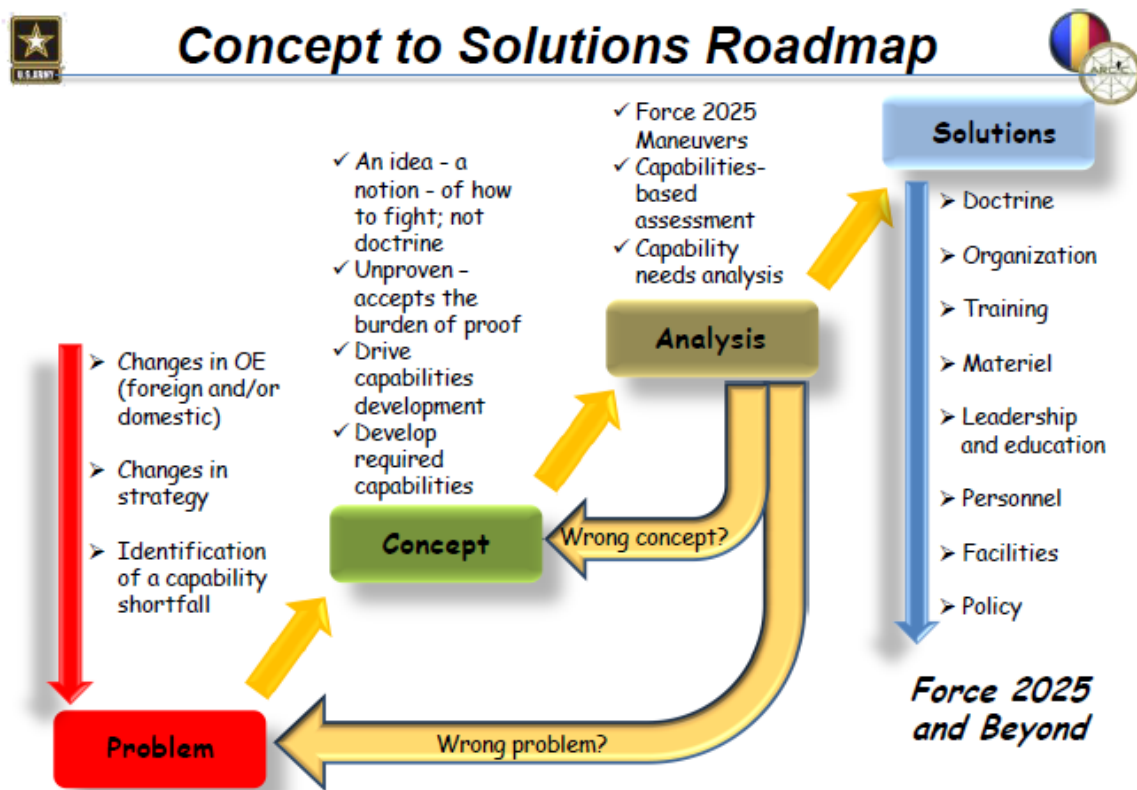 Concept to Solutions Roadmap
U.S.ARMY
ARCIC
✓ Force 2025
Maneuvers
✓ Capabilities-
based
assessment
✓ Capability
needs analysis
Solutions
➢ Doctrine
➢ Organization
➢ Training
➢ Materiel
➢ Leadership
and education
➢ Personnel
➢ Facilities
➢ Policy
Force 2025
and Beyond
✓ An idea - a
notion - of how
to fight; not
doctrine
✓ Unproven -
accepts the
burden of proof
✓ Drive
capabilities
development
✓ Develop
required
capabilities
Analysis
➢ Changes in OE
(foreign and/or
domestic)
➢ Changes in
strategy
➢ Identification
of a capability
shortfall
Concept
Wrong concept?
Problem
Wrong problem?